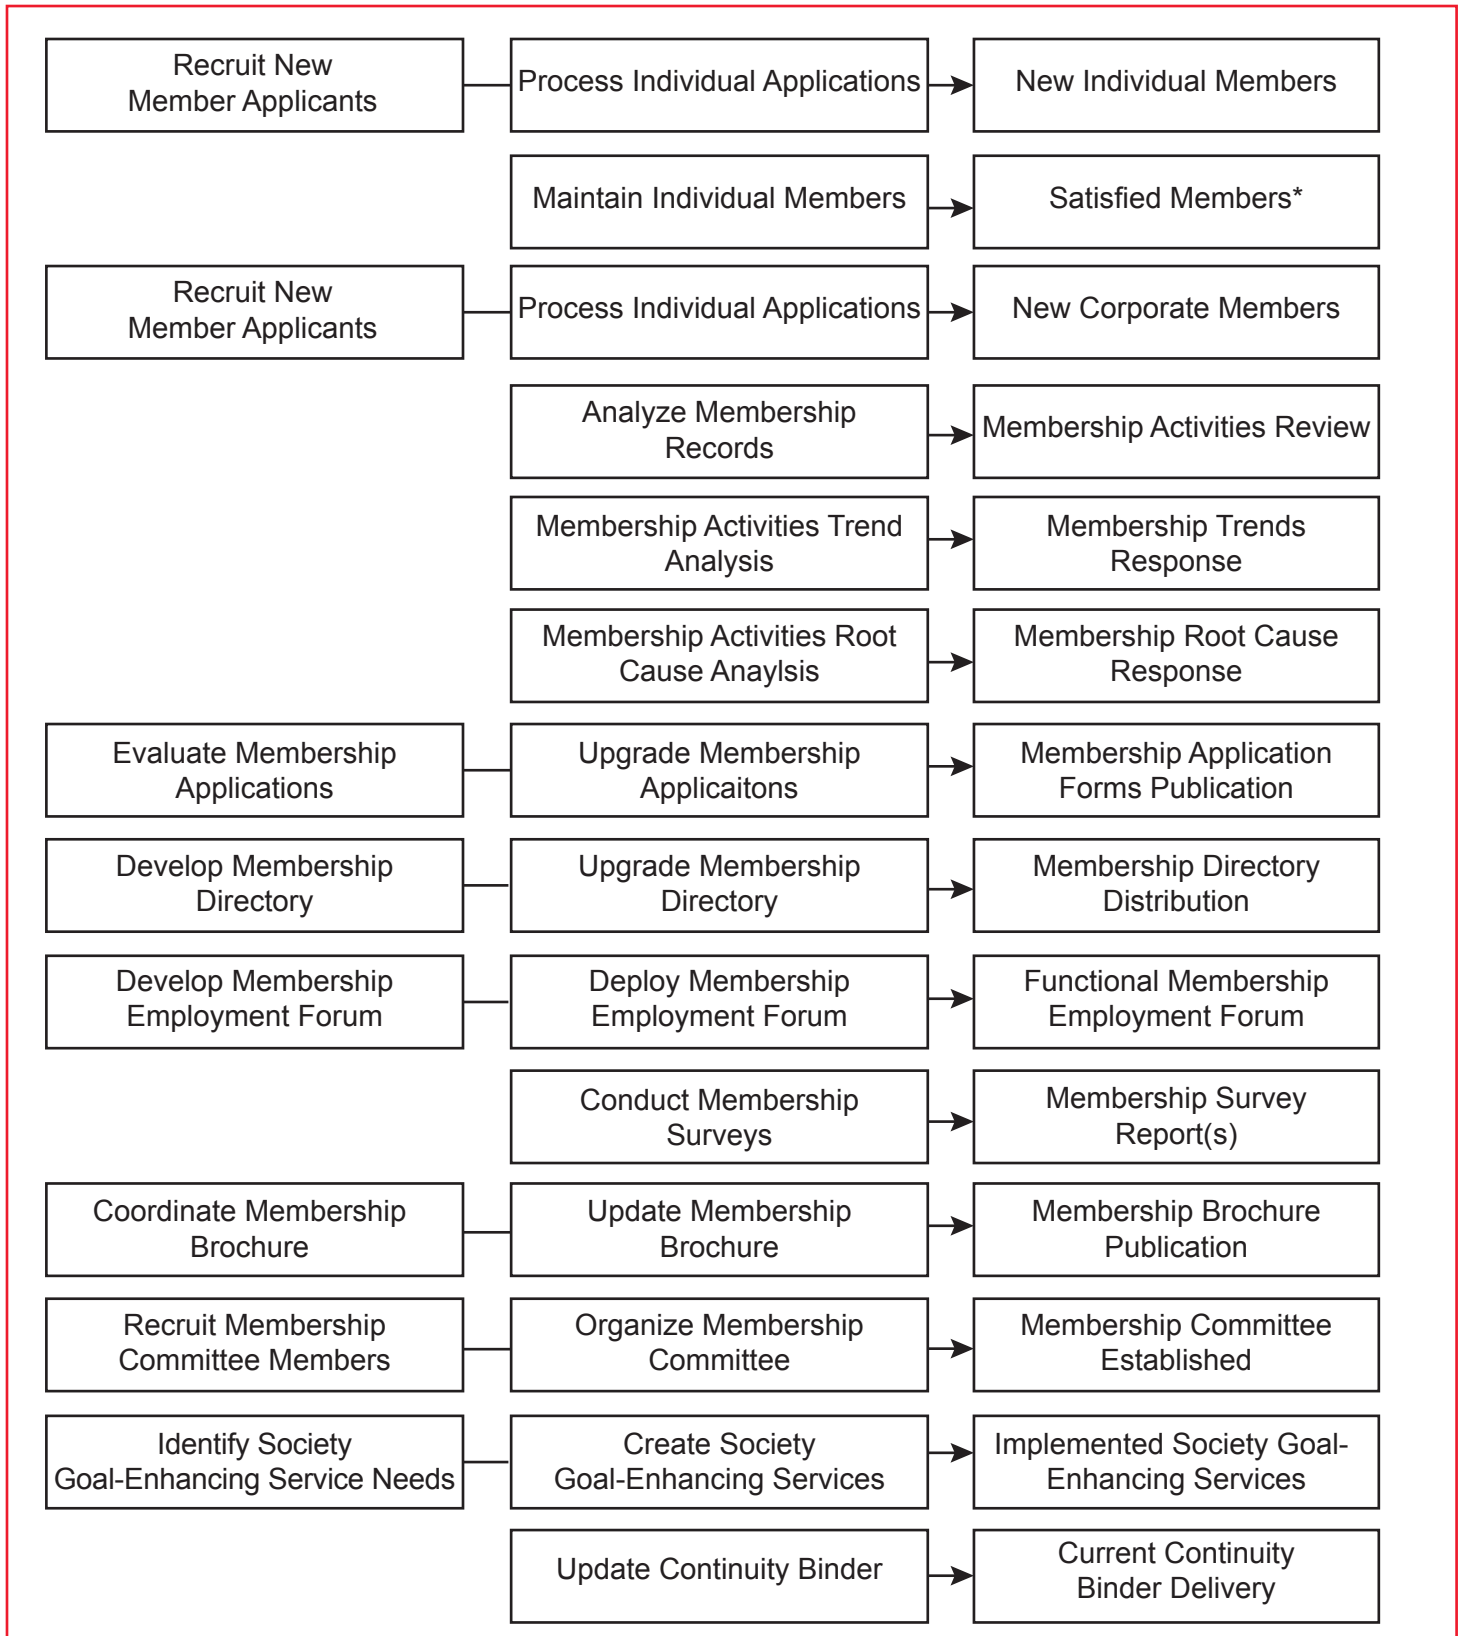 Recruit New
Member Applicants
Process Individual Applications
New Individual Members
Maintain Individual Members
Satisfied Members*
Recruit New
Member Applicants
Process Individual Applications
New Corporate Members
Analyze Membership
Records
Membership Activities Review
Membership Activities Trend
Analysis
Membership Trends
Response
Membership Activities Root
Cause Anaylsis
Membership Root Cause
Response
Evaluate Membership
Applications
Upgrade Membership
Applicaitons
Membership Application
Forms Publication
Develop Membership
Directory
Upgrade Membership
Directory
Membership Directory
Distribution
Develop Membership
Employment Forum
Deploy Membership
Employment Forum
Functional Membership
Employment Forum
Conduct Membership
Surveys
Membership Survey
Report(s)
Coordinate Membership
Brochure
Update Membership
Brochure
Membership Brochure
Publication
Recruit Membership
Committee Members
Organize Membership
Committee
Membership Committee
Established
Identify Society
Goal-Enhancing Service Needs
Create Society
Goal-Enhancing Services
Implemented Society Goal-
Enhancing Services
Update Continuity Binder
Current Continuity
Binder Delivery